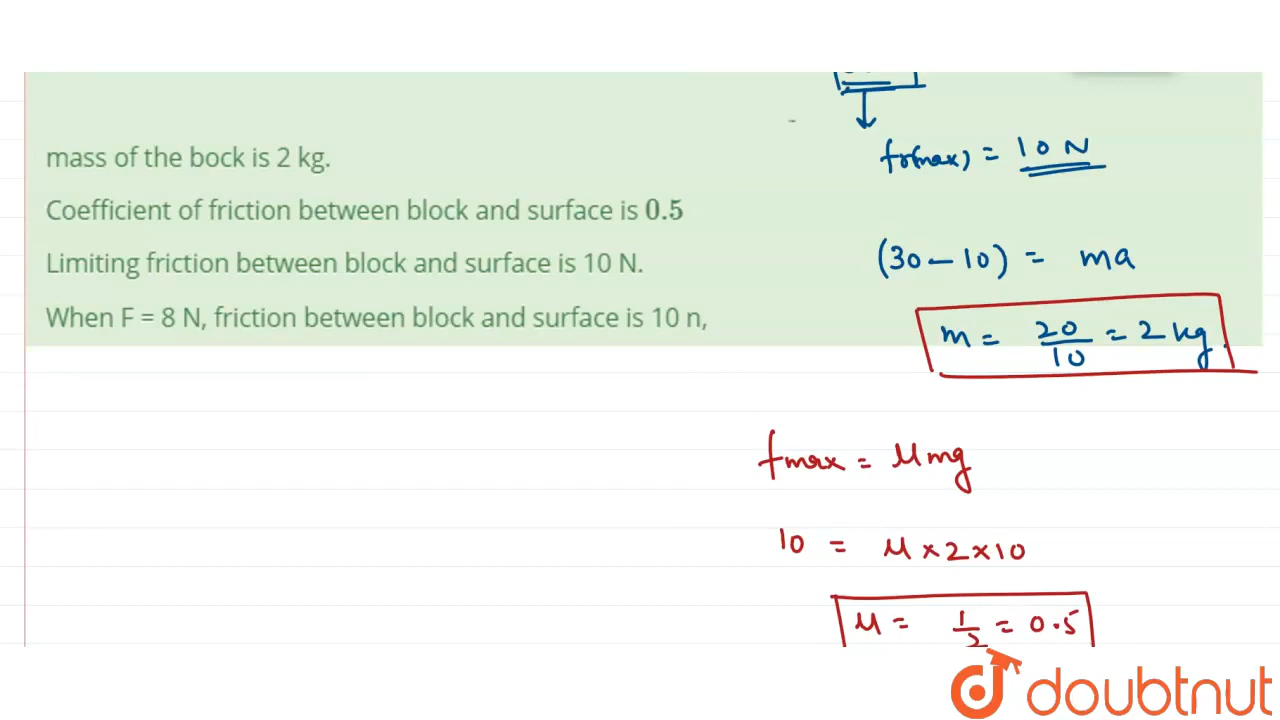 mass of the bock is 2 kg.
Coefficient of friction between block and surface is 0.5
Limiting friction between block and surface is 10 N.
When F = 8 N, friction between block and surface is 10 n,
fr(max) = 10 N
(30-10) = ma
m = 20/10 = 2 kg.
fmax = μmg
10 = μ × 2 × 10
μ = 1/2 = 0.5
doubtnut